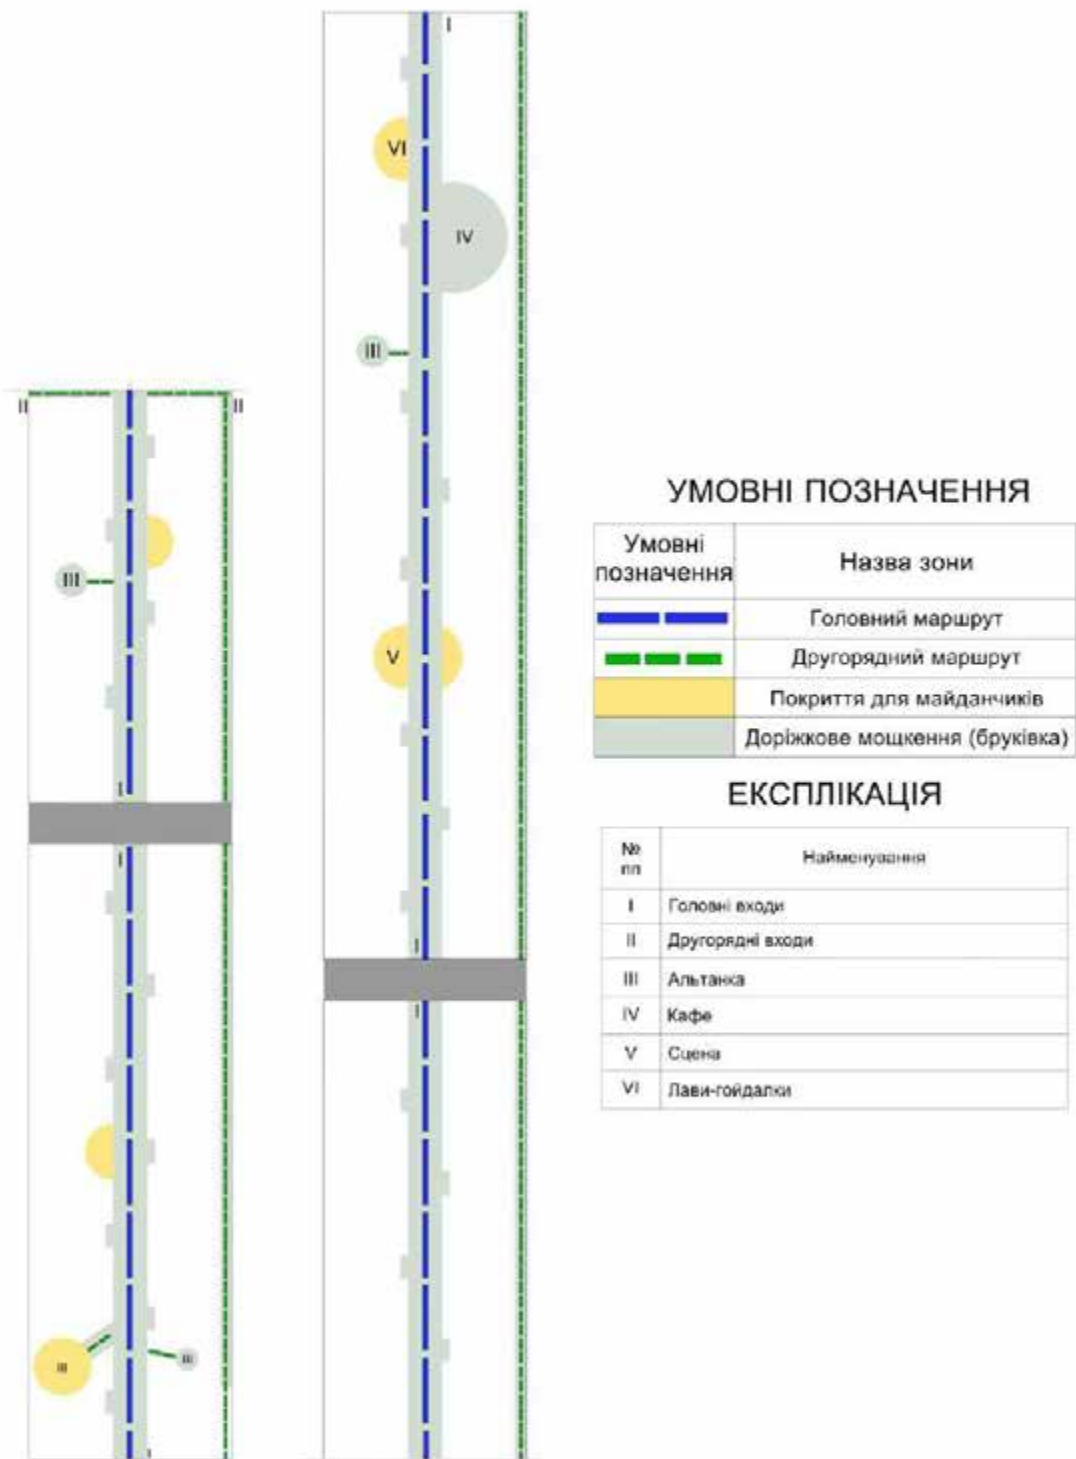 I
VI
IV
III
II
II
III
V
I
I
I
I
III
III
I
УМОВНІ ПОЗНАЧЕННЯ
Умовні
позначення
Назва зони
Головний маршрут
Другорядний маршрут
Покриття для майданчиків
Доріжкове мощкення (бруківка)
ЕКСПЛІКАЦІЯ
№
пп
Найменування
I Головні входи
II Другорядні входи
III Альтанка
IV Кафе
V Сцена
VI Лави-гойдалки